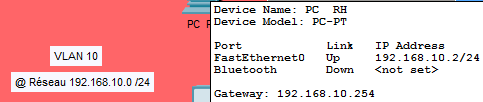 Device Name: PC RH
Device Model: PC-PT
PC R
Port Link IP Address
FastEthernet0 Up 192.168.10.2/24
Bluetooth Down <not set>
Gateway: 192.168.10.254
VLAN 10
@ Réseau 192.168.10.0 /24